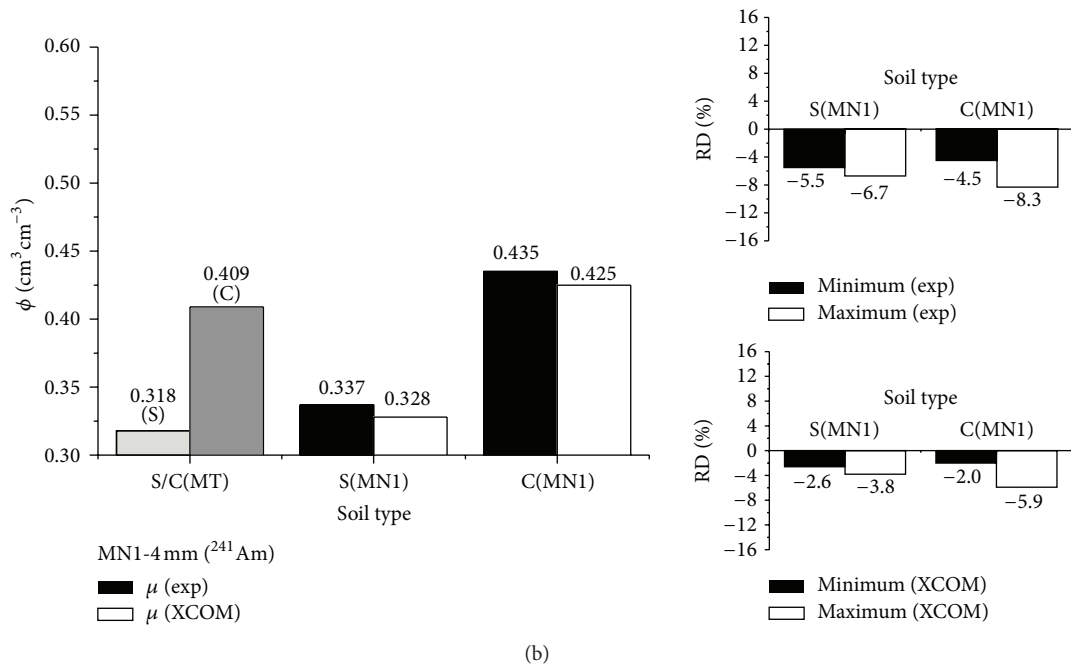 0.60
0.55
0.50
0.45
0.40
0.35
0.30
ϕ (cm³ cm⁻³)
0.318
(S)
0.409
(C)
0.337
0.328
0.435
0.425
S/C(MT) S(MN1) C(MN1)
Soil type
MN1-4 mm (²⁴¹Am)
μ (exp)
μ (XCOM)
16
12
8
4
0
−4
−8
−12
−16
RD (%)
Soil type
S(MN1) C(MN1)
−5.5
−6.7
−4.5
−8.3
Minimum (exp)
Maximum (exp)
16
12
8
4
0
−4
−8
−12
−16
RD (%)
Soil type
S(MN1) C(MN1)
−2.6
−3.8
−2.0
−5.9
Minimum (XCOM)
Maximum (XCOM)
(b)